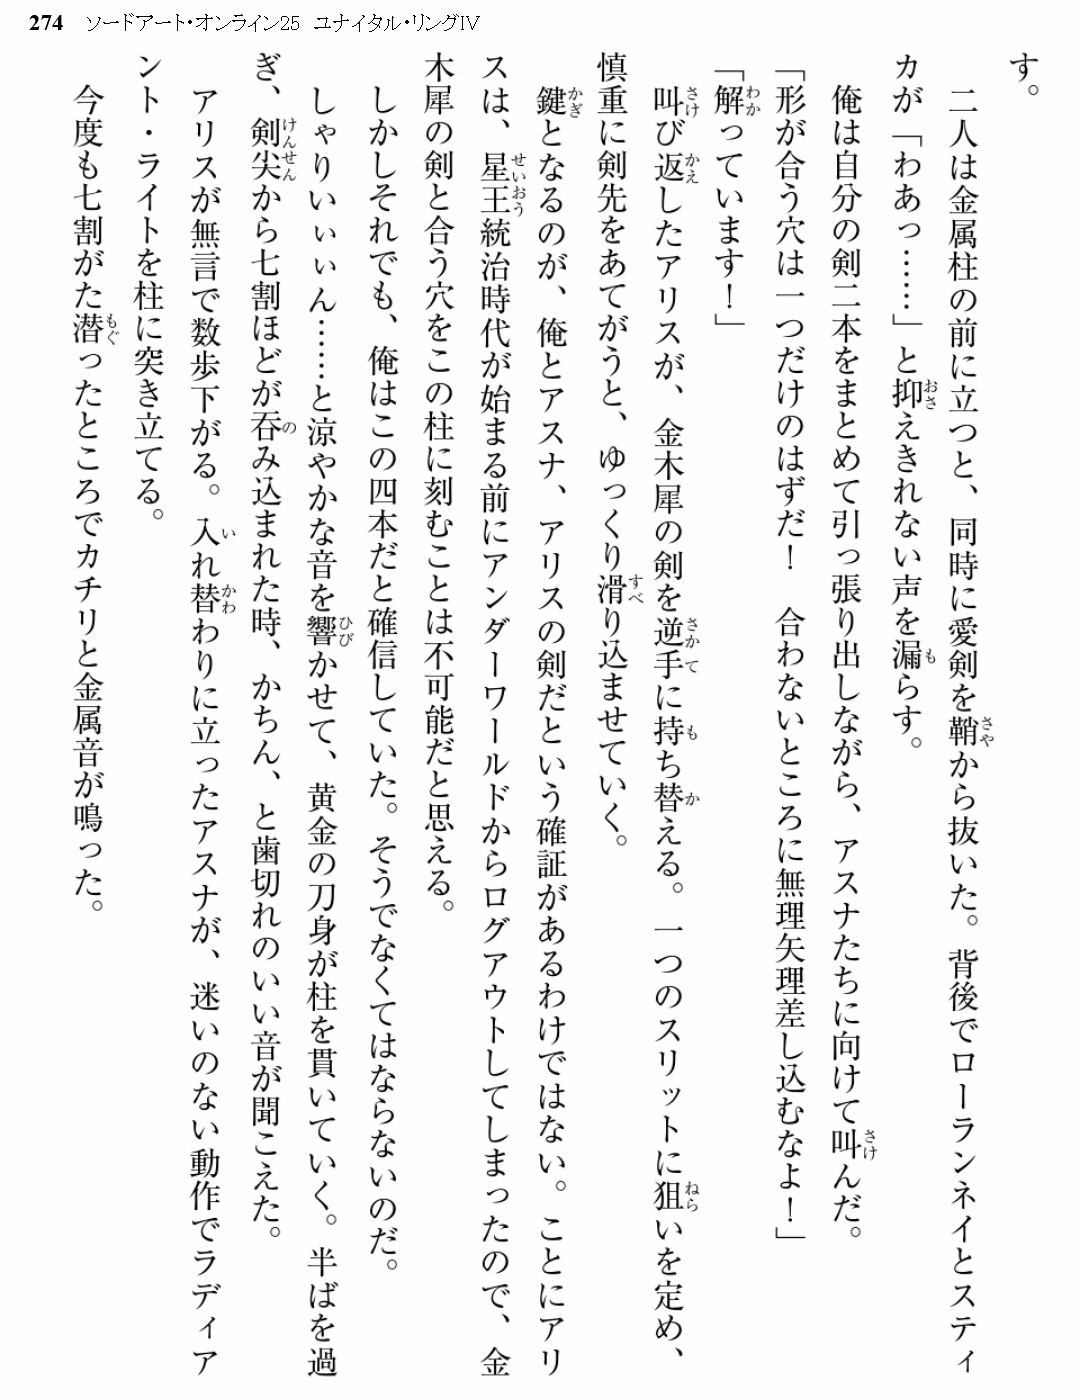 274 ソードアート・オンライン25 ユナイタル・リングIV
す。
二人は金属柱の前に立つと、同時に愛剣を鞘から抜いた。背後でローランネイとスティ
カが「わあっ……」と抑えきれない声を漏らす。
俺は自分の剣二本をまとめて引っ張り出しながら、アスナたちに向けて叫んだ。
「形が合う穴は一つだけのはずだ！　合わないところに無理矢理差し込むなよ！」
「解っています！」
叫び返したアリスが、金木犀の剣を逆手に持ち替える。一つのスリットに狙いを定め、
慎重に剣先をあてがうと、ゆっくり滑り込ませていく。
鍵となるのが、俺とアスナ、アリスの剣だという確証があるわけではない。ことにアリ
スは、星王統治時代が始まる前にアンダーワールドからログアウトしてしまったので、金
木犀の剣と合う穴をこの柱に刻むことは不可能だと思える。
しかしそれでも、俺はこの四本だと確信していた。そうでなくてはならないのだ。
しゃりいぃぃん……と涼やかな音を響かせて、黄金の刀身が柱を貫いていく。半ばを過
ぎ、剣尖から七割ほどが呑み込まれた時、かちん、と歯切れのいい音が聞こえた。
アリスが無言で数歩下がる。入れ替わりに立ったアスナが、迷いのない動作でラディア
ント・ライトを柱に突き立てる。
今度も七割がた潜ったところでカチリと金属音が鳴った。